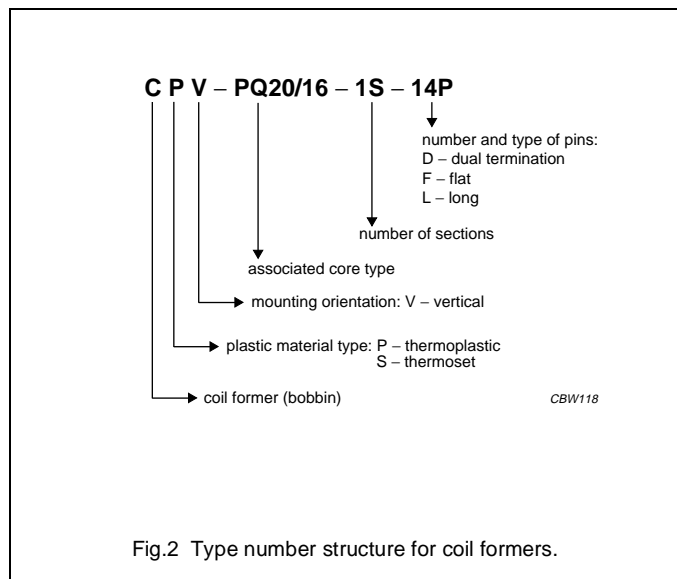 C P V – PQ20/16 – 1S – 14P
number and type of pins:
D – dual termination
F – flat
L – long
number of sections
associated core type
mounting orientation: V – vertical
plastic material type: P – thermoplastic
S – thermoset
coil former (bobbin)
CBW118
Fig.2 Type number structure for coil formers.